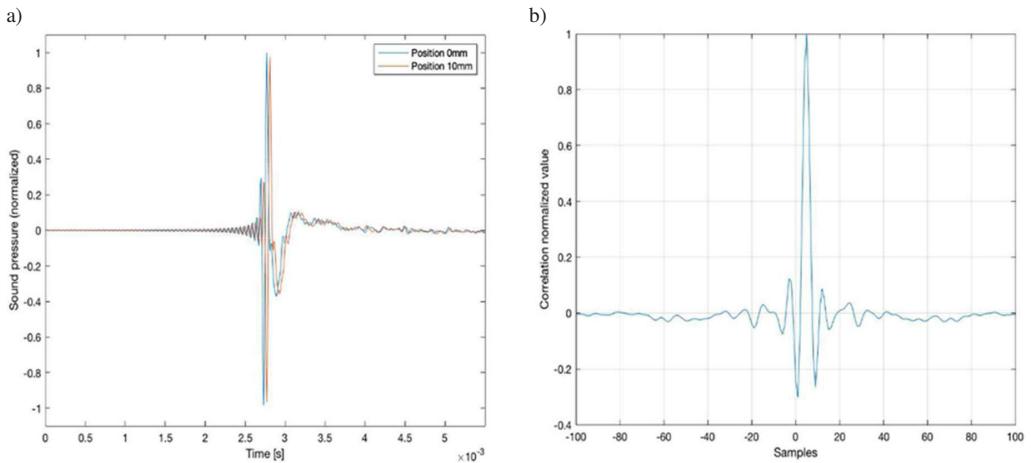 a)
Position 0mm
Position 10mm
1
0.8
0.6
0.4
0.2
0
-0.2
-0.4
-0.6
-0.8
-1
Sound pressure (normalized)
0 0.5 1 1.5 2 2.5 3 3.5 4 4.5 5 5.5
Time [s]
×10⁻³
b)
1
0.8
0.6
0.4
0.2
0
-0.2
-0.4
Correlation normalized value
-100 -80 -60 -40 -20 0 20 40 60 80 100
Samples